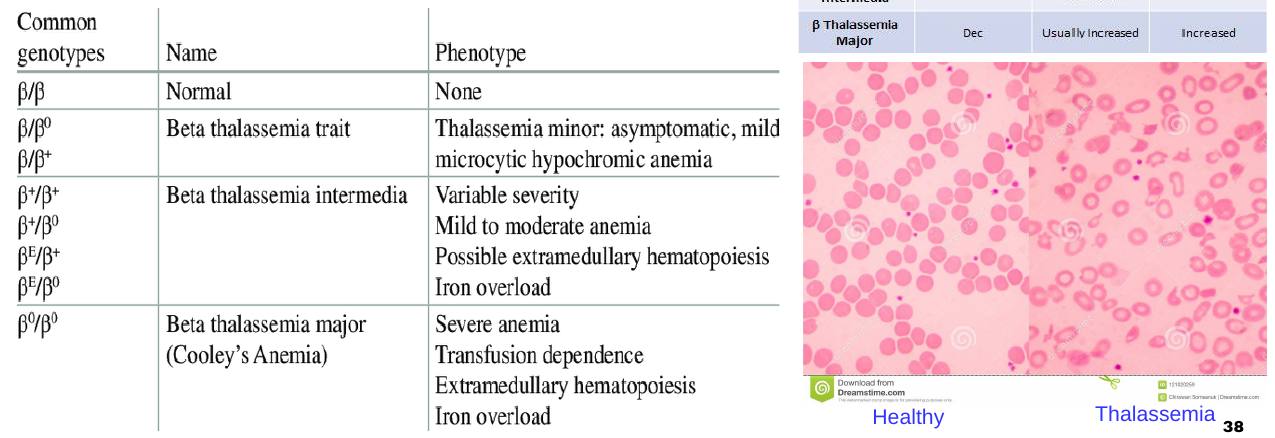 Common
genotypes Name Phenotype
β/β Normal None
β/β⁰ Beta thalassemia trait Thalassemia minor: asymptomatic, mild
β/β⁺ microcytic hypochromic anemia
β⁺/β⁺ Beta thalassemia intermedia Variable severity
β⁺/β⁰ Mild to moderate anemia
βᴱ/β⁺ Possible extramedullary hematopoiesis
βᴱ/β⁰ Iron overload
β⁰/β⁰ Beta thalassemia major Severe anemia
(Cooley's Anemia) Transfusion dependence
Extramedullary hematopoiesis
Iron overload
β Thalassemia
Major Dec Usuallly Increased Increased
Download from
Dreamstime.com
Healthy
Thalassemia
38